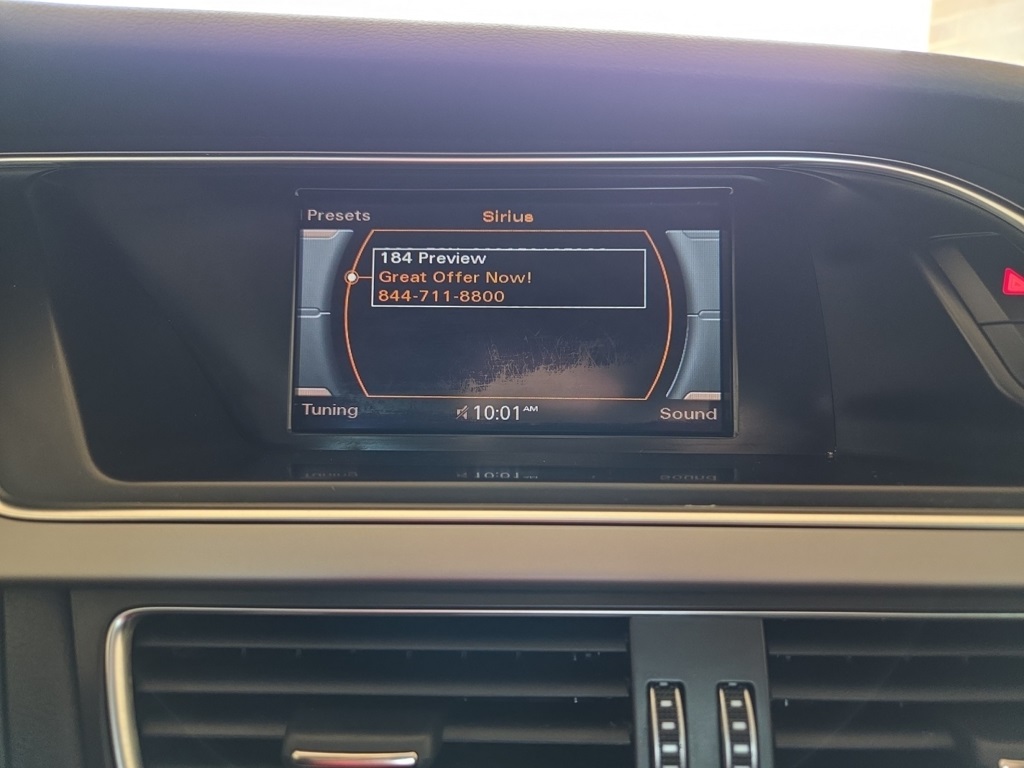 Presets
Sirius
184 Preview
Great Offer Now!
844-711-8800
Tuning
10:01 AM
Sound